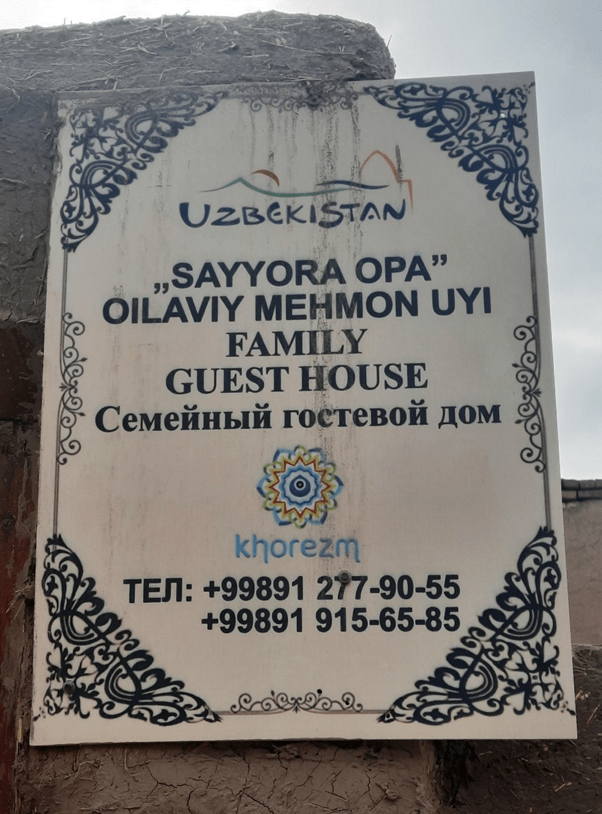 UZBEKISTAN
„SAYYORA OPA”
OILAVIY MEHMON UYI
FAMILY
GUEST HOUSE
Семейный гостевой дом
khorezm
ТЕЛ: +99891 277-90-55
+99891 915-65-85